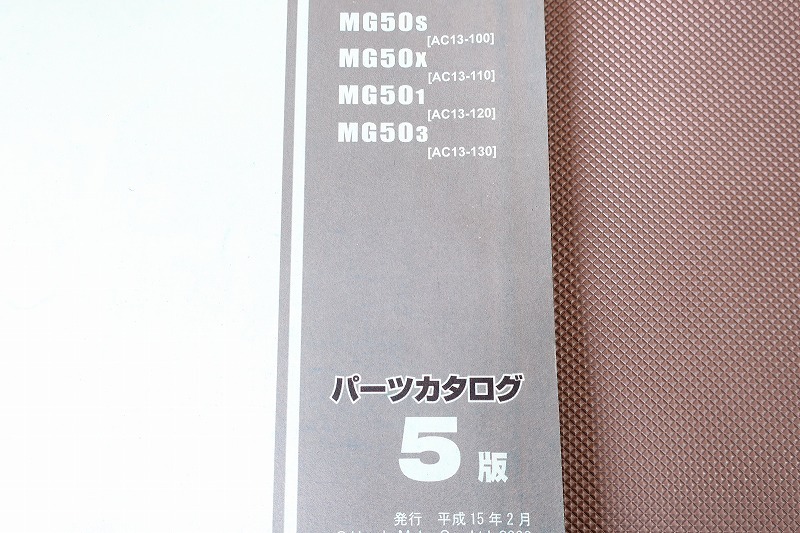 MG50S
[AC13-100]
MG50X
[AC13-110]
MG501
[AC13-120]
MG503
[AC13-130]
パーツカタログ
5版
発行 平成15年2月